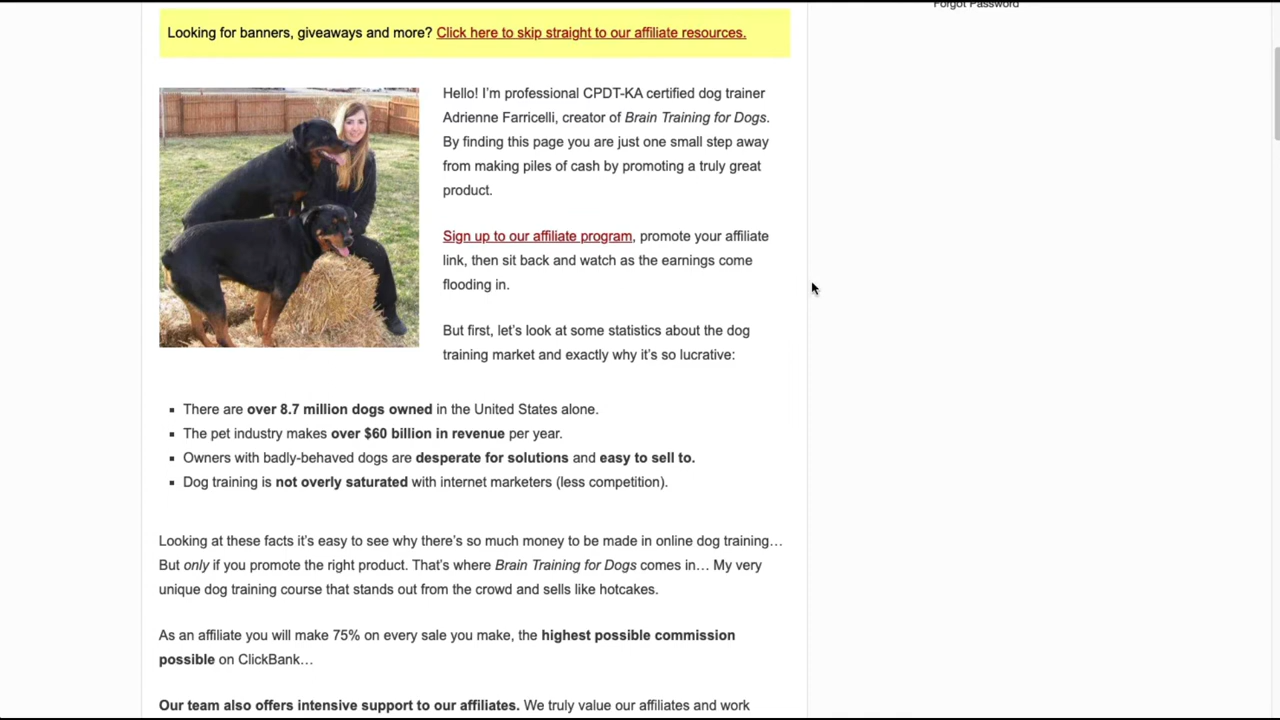 Forgot Password
Looking for banners, giveaways and more? Click here to skip straight to our affiliate resources.
Hello! I'm professional CPDT-KA certified dog trainer
Adrienne Farricelli, creator of Brain Training for Dogs.
By finding this page you are just one small step away
from making piles of cash by promoting a truly great
product.
Sign up to our affiliate program, promote your affiliate
link, then sit back and watch as the earnings come
flooding in.
But first, let's look at some statistics about the dog
training market and exactly why it's so lucrative:
There are over 8.7 million dogs owned in the United States alone.
The pet industry makes over $60 billion in revenue per year.
Owners with badly-behaved dogs are desperate for solutions and easy to sell to.
Dog training is not overly saturated with internet marketers (less competition).
Looking at these facts it's easy to see why there's so much money to be made in online dog training…
But only if you promote the right product. That's where Brain Training for Dogs comes in… My very
unique dog training course that stands out from the crowd and sells like hotcakes.
As an affiliate you will make 75% on every sale you make, the highest possible commission
possible on ClickBank…
Our team also offers intensive support to our affiliates. We truly value our affiliates and work